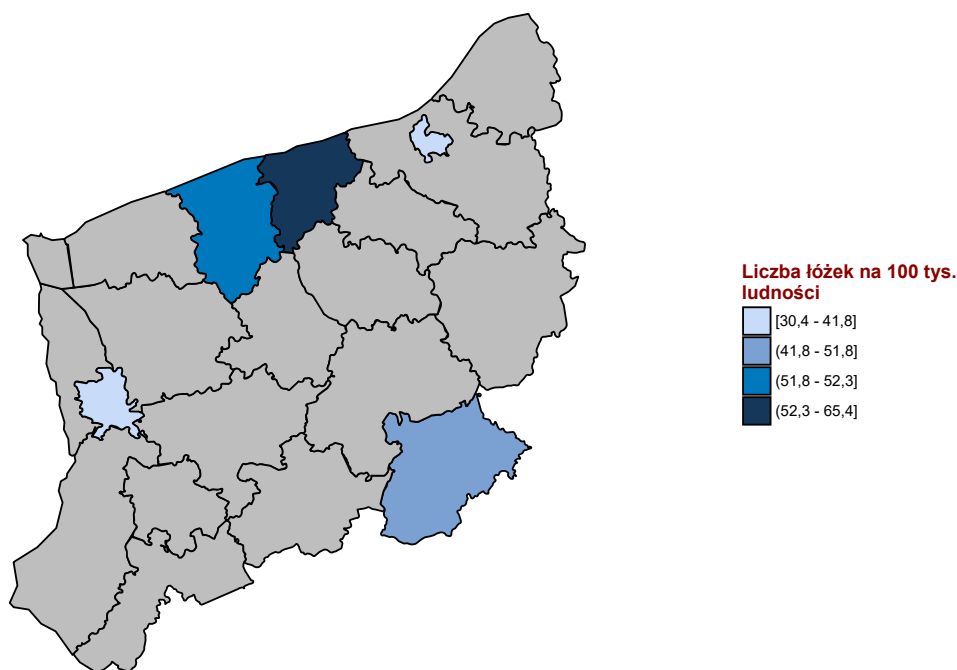 Liczba łóżek na 100 tys.
ludności
[30,4 - 41,8]
(41,8 - 51,8]
(51,8 - 52,3]
(52,3 - 65,4]